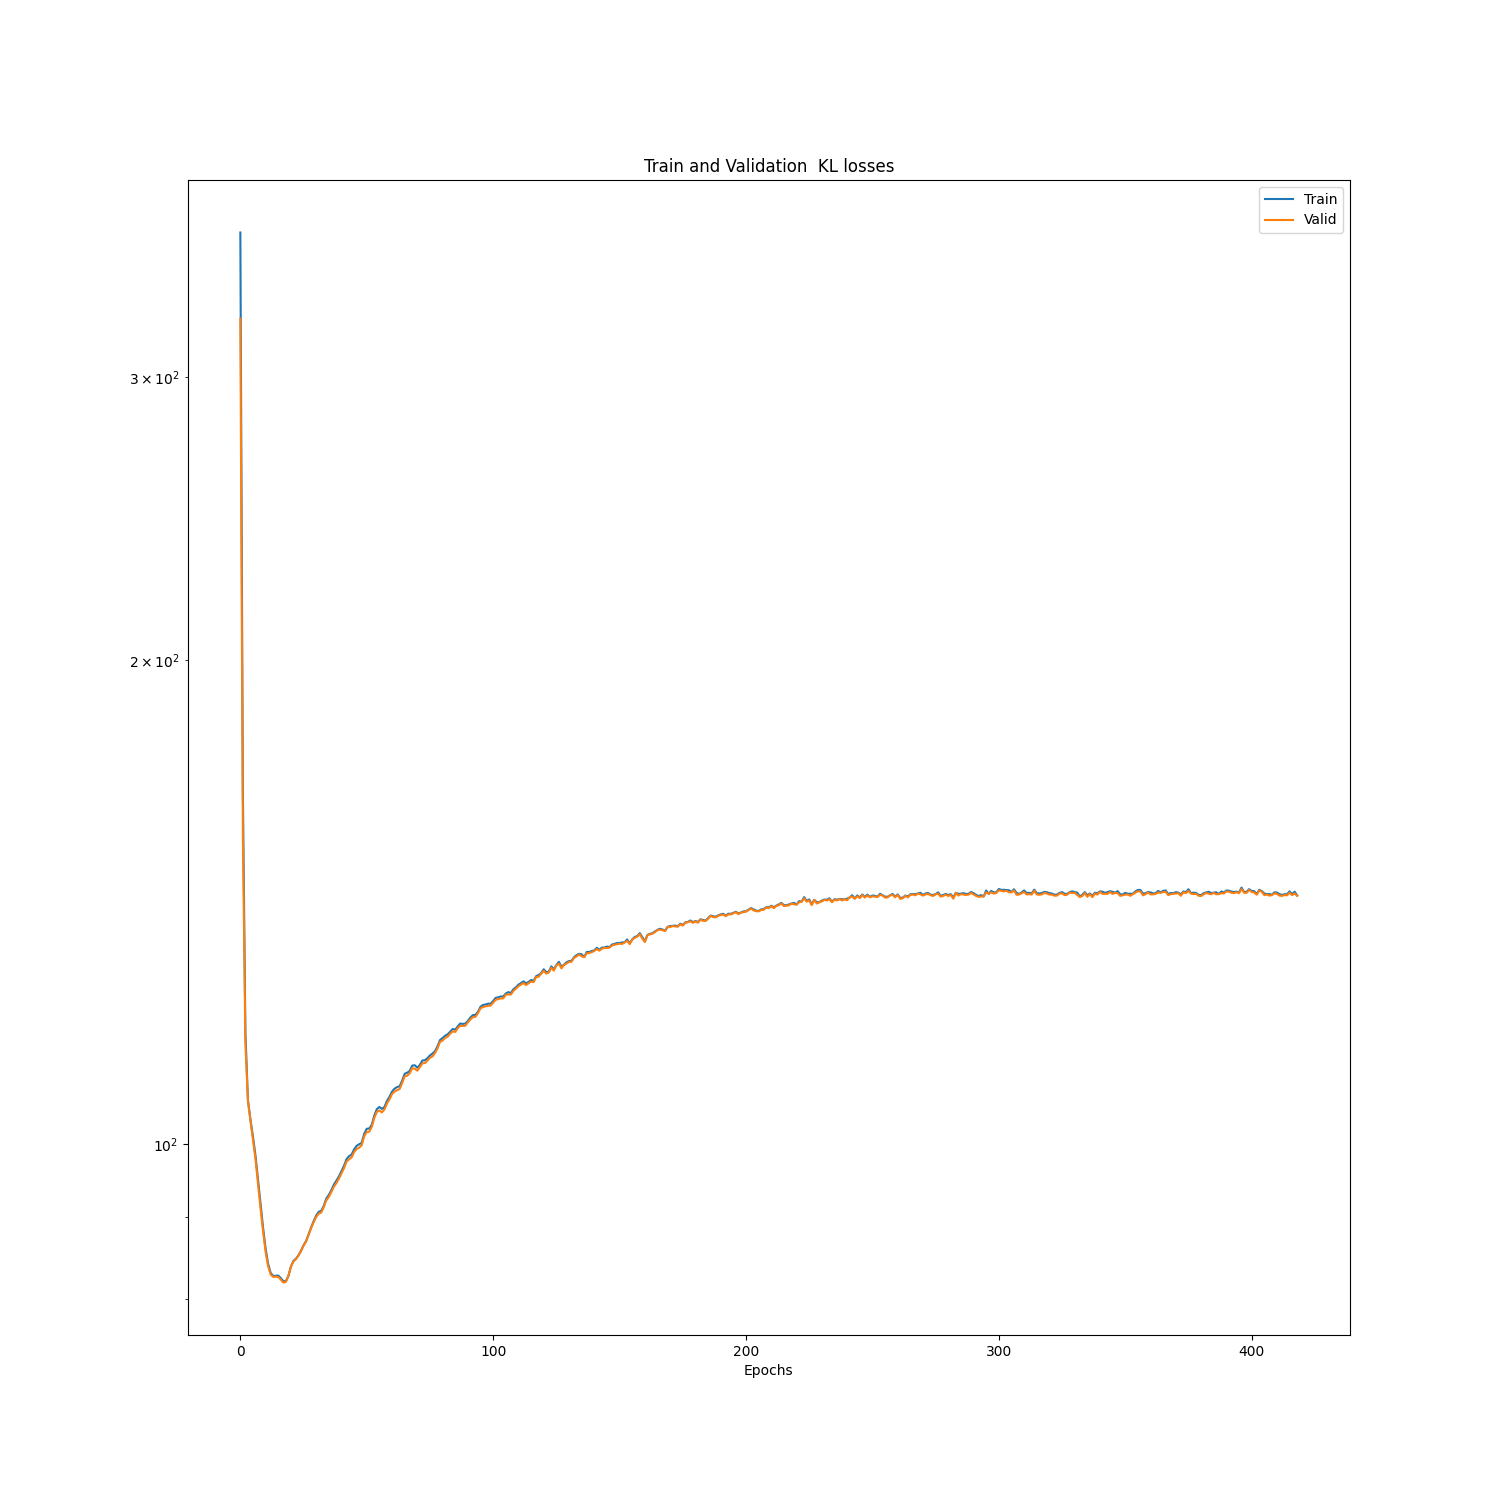 Train and Validation  KL losses
Train
Valid
3 × 10²
2 × 10²
10²
0 100 200 300 400
Epochs